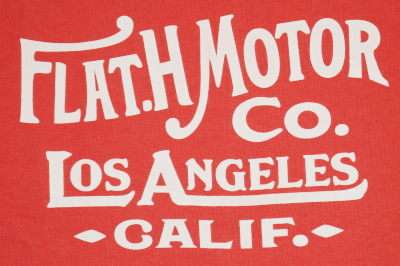 FLAT.H MOTOR
CO.
LOS ANGELES
CALIF.